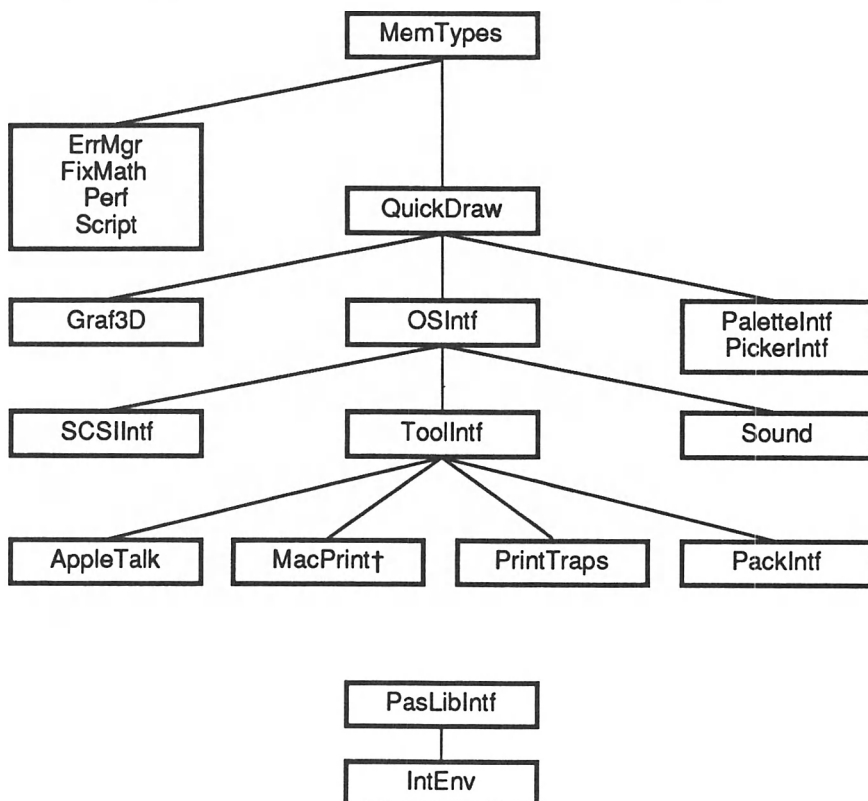 MemTypes
ErrMgr
FixMath
Perf
Script
QuickDraw
Graf3D
OSIntf
PaletteIntf
PickerIntf
SCSIIntf
ToolIntf
Sound
AppleTalk
MacPrint†
PrintTraps
PackIntf
PasLibIntf
IntEnv